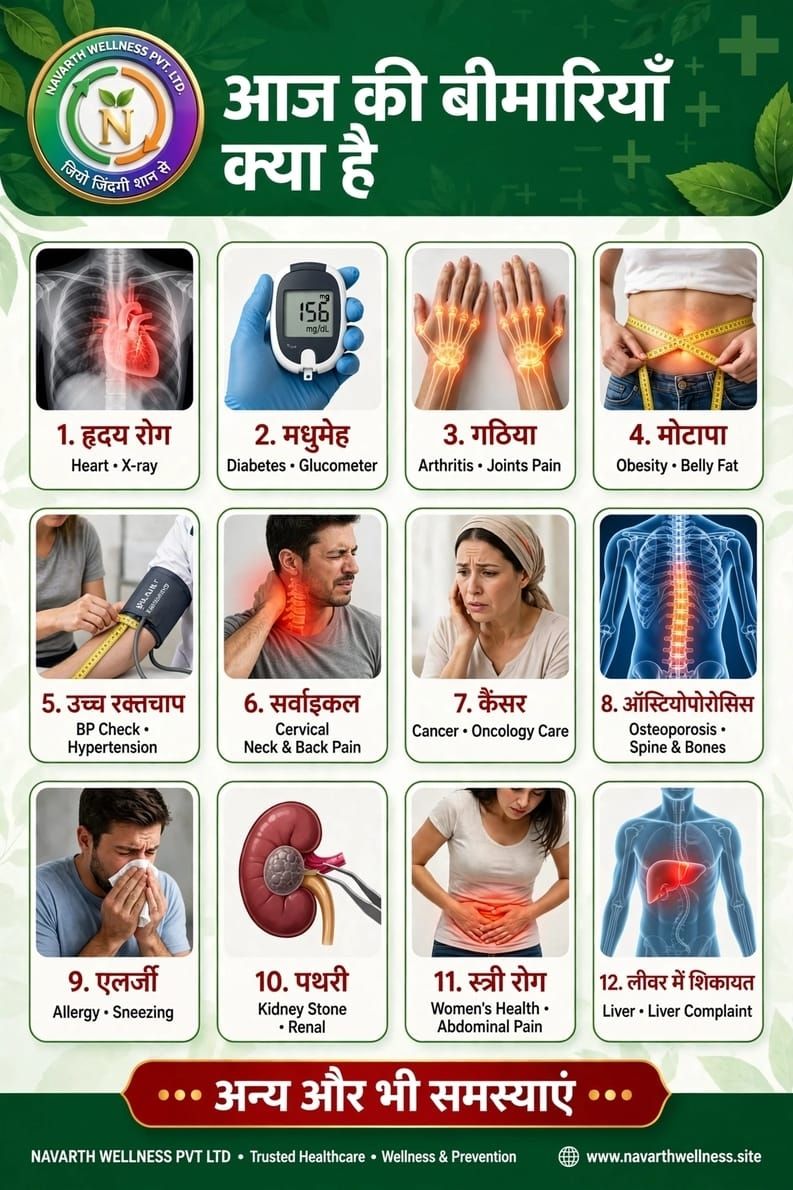 NAVARTH WELLNESS PVT. LTD.
N
जियो जिंदगी शान से
आज की बीमारियाँ
क्या है
mg
156
mg/dL
1. हृदय रोग
Heart • X-ray
2. मधुमेह
Diabetes • Glucometer
3. गठिया
Arthritis • Joints Pain
4. मोटापा
Obesity • Belly Fat
5. उच्च रक्तचाप
BP Check •
Hypertension
6. सर्वाइकल
Cervical
Neck & Back Pain
7. कैंसर
Cancer • Oncology Care
8. ऑस्टियोपोरोसिस
Osteoporosis •
Spine & Bones
9. एलर्जी
Allergy • Sneezing
10. पथरी
Kidney Stone
• Renal
11. स्त्री रोग
Women's Health •
Abdominal Pain
12. लीवर में शिकायत
Liver • Liver Complaint
••• अन्य और भी समस्याएं •••
NAVARTH WELLNESS PVT LTD • Trusted Healthcare • Wellness & Prevention
www.navarthwellness.site